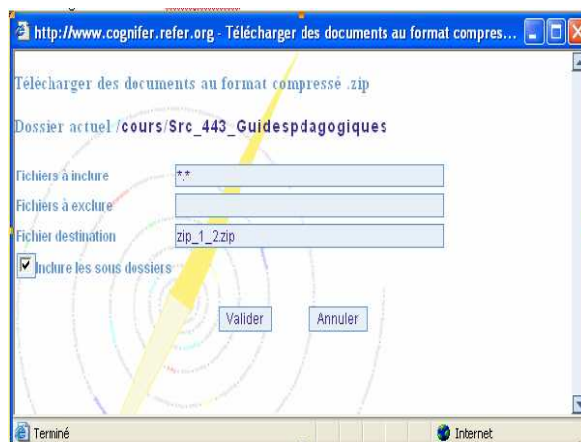 http://www.cognifer.refer.org - Télécharger des documents au format compres...
Télécharger des documents au format compressé .zip
Dossier actuel /cours/Src_443_Guidespdagogiques
Fichiers à inclure *.*
Fichiers à exclure
Fichier destination zip_1_2.zip
Inclure les sous dossiers
Valider Annuler
Terminé Internet